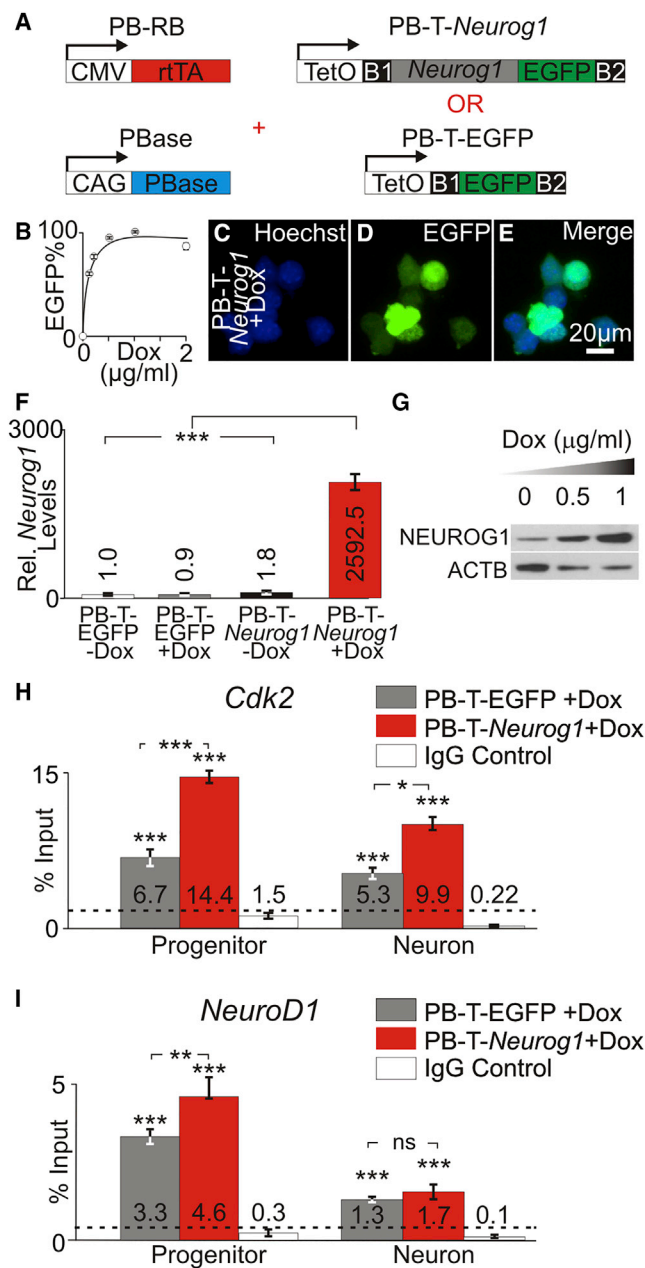 A
PB-RB
PB-T-Neurog1
CMV rtTA
TetO B1 Neurog1 EGFP B2
OR
+
PBase
PB-T-EGFP
CAG PBase
TetO B1 EGFP B2
B
100
EGFP%
0
0 Dox 2
(μg/ml)
C Hoechst
PB-T-
Neurog1
+Dox
D EGFP
E Merge
20μm
F
3000
Rel. Neurog1
Levels
0
***
1.0
0.9
1.8
2592.5
PB-T-
EGFP
-Dox
PB-T-
EGFP
+Dox
PB-T-
Neurog1
-Dox
PB-T-
Neurog1
+Dox
G
Dox (μg/ml)
0 0.5 1
NEUROG1
ACTB
H
Cdk2
PB-T-EGFP +Dox
PB-T-Neurog1+Dox
IgG Control
15
% Input
0
*** ***
***
* ***
***
6.7 14.4 1.5
5.3 9.9 0.22
Progenitor Neuron
I
NeuroD1
PB-T-EGFP +Dox
PB-T-Neurog1+Dox
IgG Control
5
% Input
0
** ***
***
ns
*** ***
3.3 4.6 0.3
1.3 1.7 0.1
Progenitor Neuron